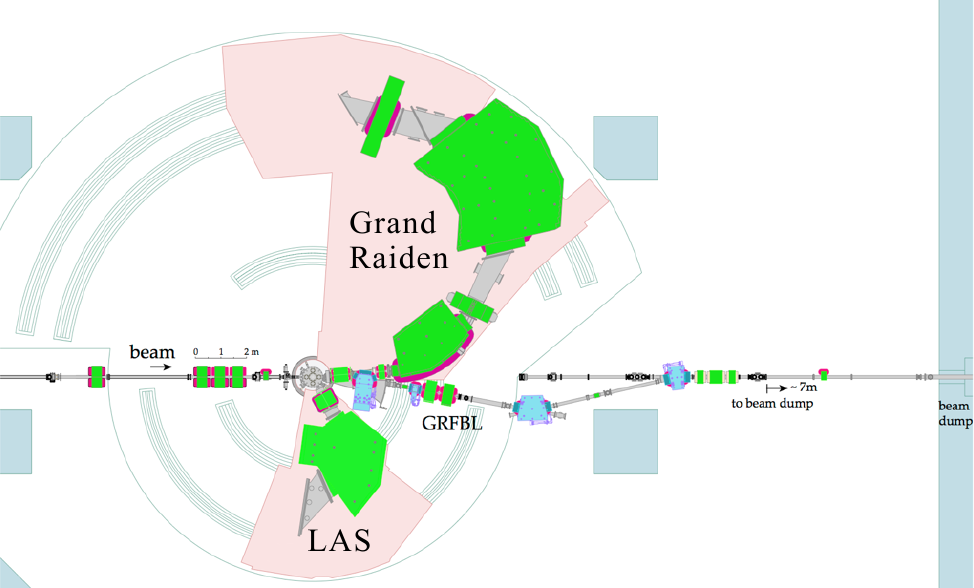 Grand
Raiden
beam
0 1 2 m
GRFBL
~ 7m
to beam dump
beam
dump
LAS